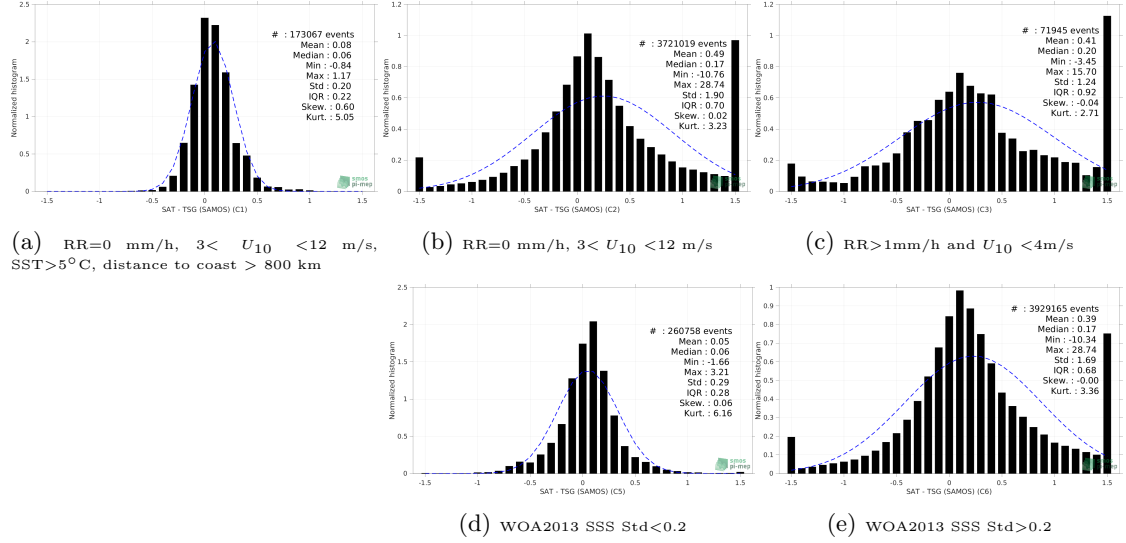 2.5
2
1.5
1
0.5
0
Normalized histogram
-1.5 -1 -0.5 0 0.5 1 1.5
SAT - TSG (SAMOS) (C1)
# : 173067 events
Mean : 0.08
Median : 0.06
Min : -0.84
Max : 1.17
Std : 0.20
IQR : 0.22
Skew. : 0.60
Kurt. : 5.05
smos
pi-mep
(a) RR=0 mm/h, 3< U10 <12 m/s,
SST>5°C, distance to coast > 800 km
1.2
1
0.8
0.6
0.4
0.2
0
Normalized histogram
-1.5 -1 -0.5 0 0.5 1 1.5
SAT - TSG (SAMOS) (C2)
# : 3721019 events
Mean : 0.49
Median : 0.17
Min : -10.76
Max : 28.74
Std : 1.90
IQR : 0.70
Skew. : 0.02
Kurt. : 3.23
smos
pi-mep
(b) RR=0 mm/h, 3< U10 <12 m/s
1.2
1
0.8
0.6
0.4
0.2
0
Normalized histogram
-1.5 -1 -0.5 0 0.5 1 1.5
SAT - TSG (SAMOS) (C3)
# : 71945 events
Mean : 0.41
Median : 0.20
Min : -3.45
Max : 15.70
Std : 1.24
IQR : 0.92
Skew. : -0.04
Kurt. : 2.71
smos
pi-mep
(c) RR>1mm/h and U10 <4m/s
2.5
2
1.5
1
0.5
0
Normalized histogram
-1.5 -1 -0.5 0 0.5 1 1.5
SAT - TSG (SAMOS) (C5)
# : 260758 events
Mean : 0.05
Median : 0.06
Min : -1.66
Max : 3.21
Std : 0.29
IQR : 0.28
Skew. : 0.06
Kurt. : 6.16
smos
pi-mep
(d) WOA2013 SSS Std<0.2
1
0.9
0.8
0.7
0.6
0.5
0.4
0.3
0.2
0.1
0
Normalized histogram
-1.5 -1 -0.5 0 0.5 1 1.5
SAT - TSG (SAMOS) (C6)
# : 3929165 events
Mean : 0.39
Median : 0.17
Min : -10.34
Max : 28.74
Std : 1.69
IQR : 0.68
Skew. : -0.00
Kurt. : 3.36
smos
pi-mep
(e) WOA2013 SSS Std>0.2